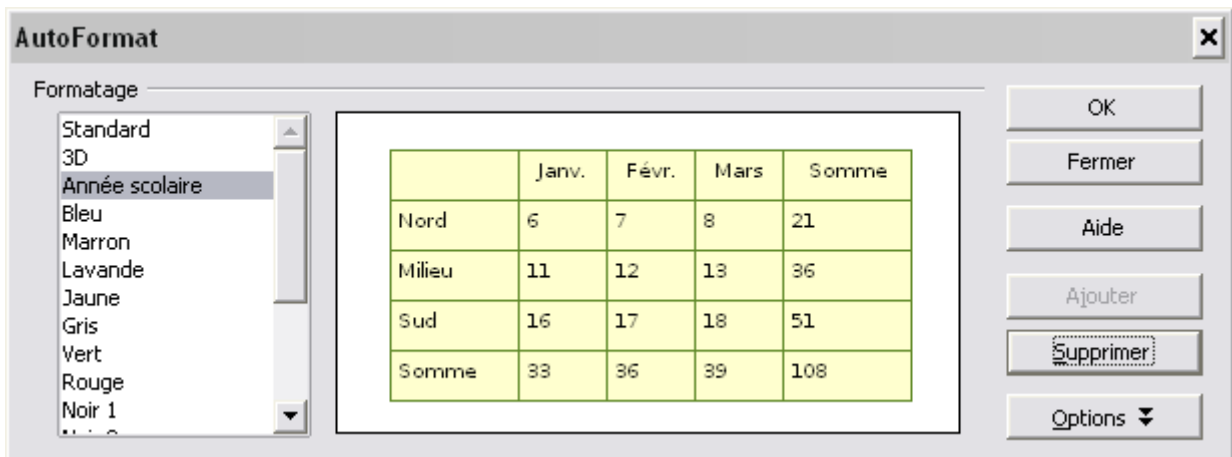 AutoFormat
Formatage
Standard
3D
Année scolaire
Bleu
Marron
Lavande
Jaune
Gris
Vert
Rouge
Noir 1
Janv. Févr. Mars Somme
Nord 6 7 8 21
Milieu 11 12 13 36
Sud 16 17 18 51
Somme 33 36 39 108
OK
Fermer
Aide
Ajouter
Supprimer
Options